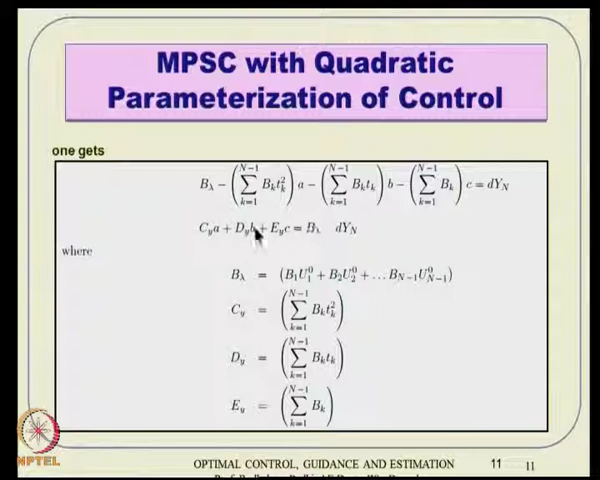 MPSC with Quadratic
Parameterization of Control
one gets
B_λ − (∑_{k=1}^{N-1} B_k t_k^2) a − (∑_{k=1}^{N-1} B_k t_k) b − (∑_{k=1}^{N-1} B_k) c = dY_N
C_y a + D_y b + E_y c = B_λ dY_N
where
B_λ = (B_1 U_1^0 + B_2 U_2^0 + … B_{N-1} U_{N-1}^0)
C_y = (∑_{k=1}^{N-1} B_k t_k^2)
D_y = (∑_{k=1}^{N-1} B_k t_k)
E_y = (∑_{k=1}^{N-1} B_k)
NPTEL
OPTIMAL CONTROL, GUIDANCE AND ESTIMATION 11 11